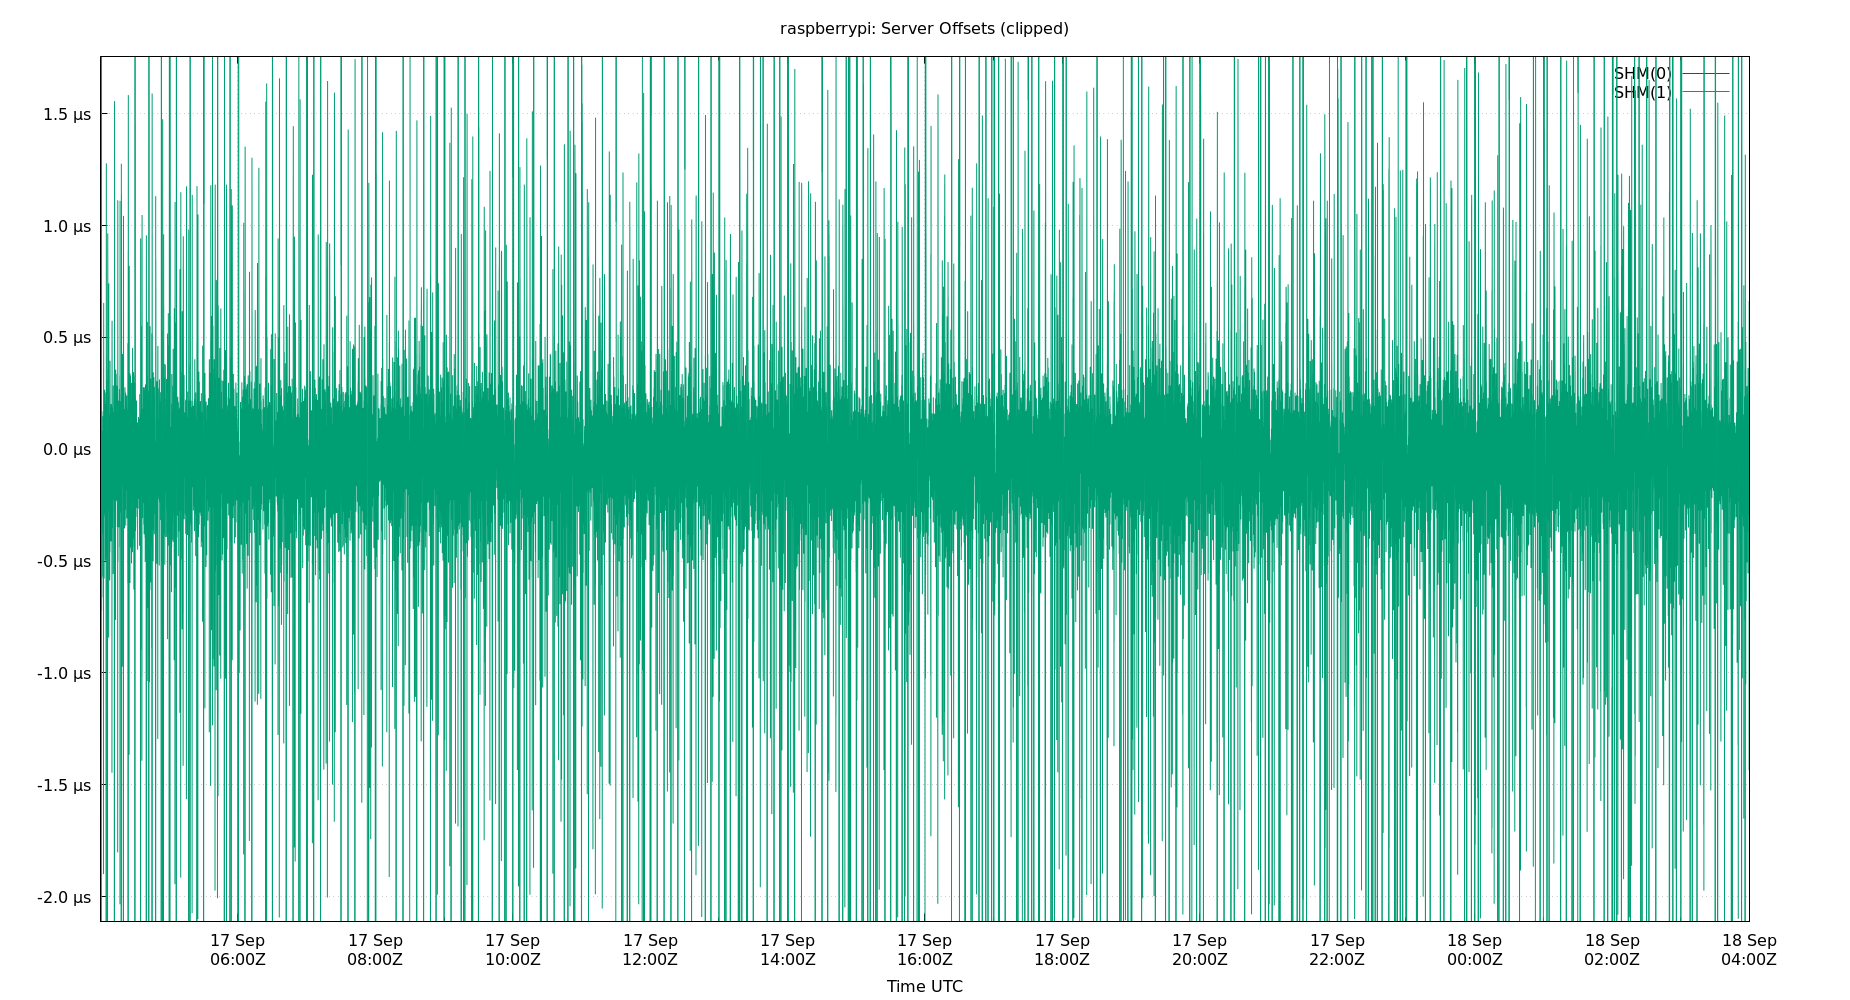 raspberrypi: Server Offsets (clipped)
SHM(0)
SHM(1)
1.5 µs
1.0 µs
0.5 µs
0.0 µs
-0.5 µs
-1.0 µs
-1.5 µs
-2.0 µs
17 Sep 17 Sep 17 Sep 17 Sep 17 Sep 17 Sep 17 Sep 17 Sep 17 Sep 18 Sep 18 Sep 18 Sep
06:00Z 08:00Z 10:00Z 12:00Z 14:00Z 16:00Z 18:00Z 20:00Z 22:00Z 00:00Z 02:00Z 04:00Z
Time UTC